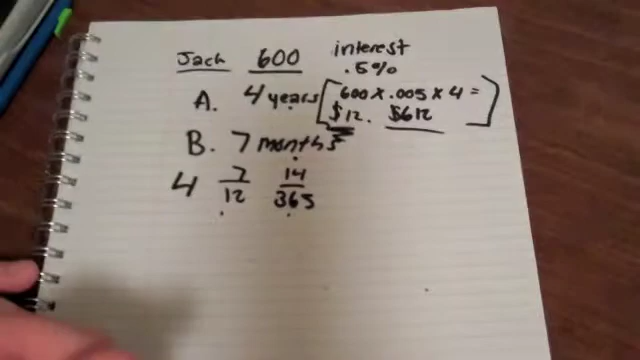 Jack 600 interest
.5%
A. 4 years [600 x .005 x 4 =
$12. $612]
B. 7 months
4 7/12 14/365